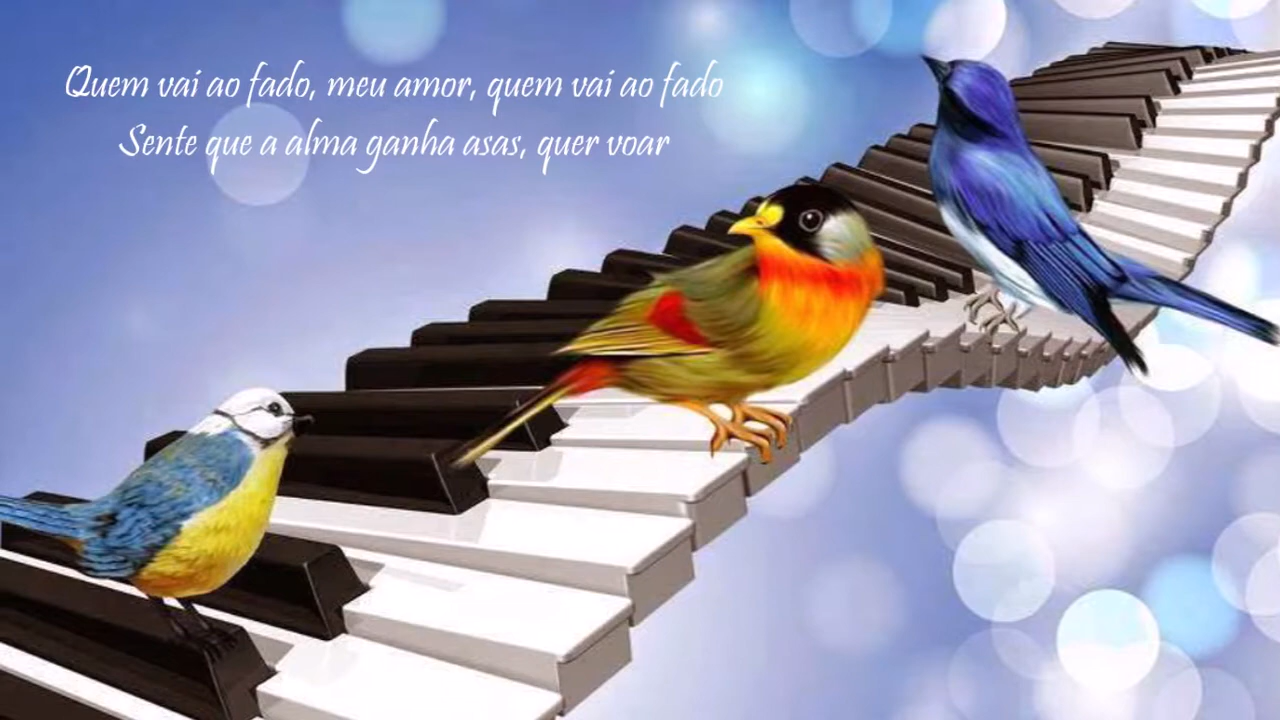 Quem vai ao fado, meu amor, quem vai ao fado
Sente que a alma ganha asas, quer voar